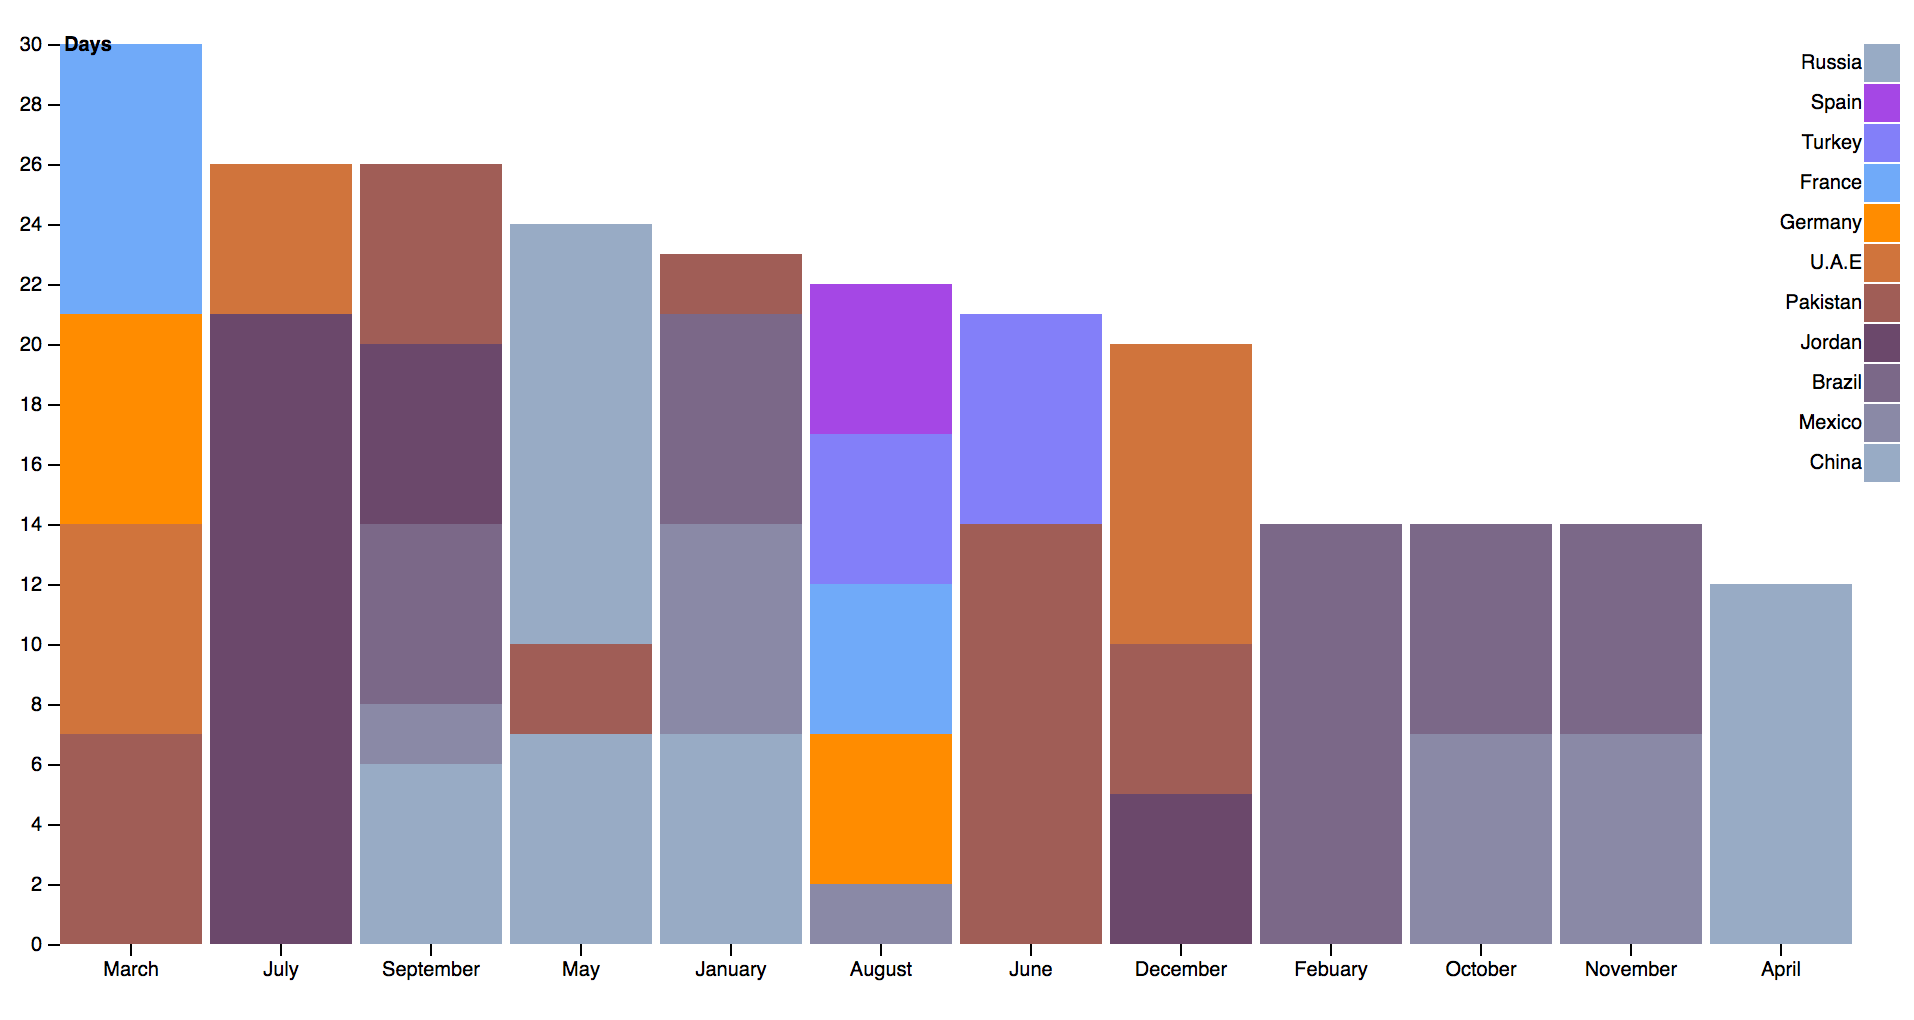 Days
30
28
26
24
22
20
18
16
14
12
10
8
6
4
2
0
March
July
September
May
January
August
June
December
Febuary
October
November
April
Russia
Spain
Turkey
France
Germany
U.A.E
Pakistan
Jordan
Brazil
Mexico
China